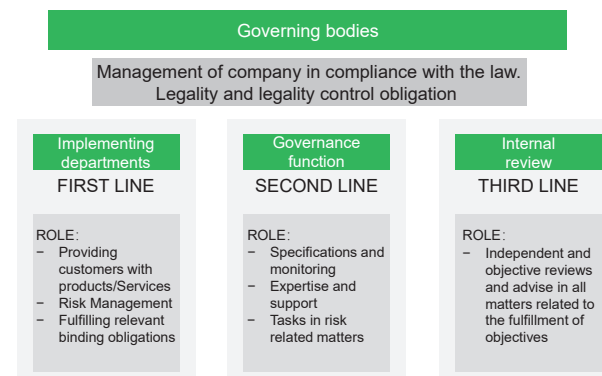 Governing bodies
Management of company in compliance with the law.
Legality and legality control obligation
Implementing
departments
FIRST LINE
ROLE:
– Providing
customers with
products/Services
– Risk Management
– Fulfilling relevant
binding obligations
Governance
function
SECOND LINE
ROLE:
– Specifications and
monitoring
– Expertise and
support
– Tasks in risk
related matters
Internal
review
THIRD LINE
ROLE:
– Independent and
objective reviews
and advise in all
matters related to
the fulfillment of
objectives